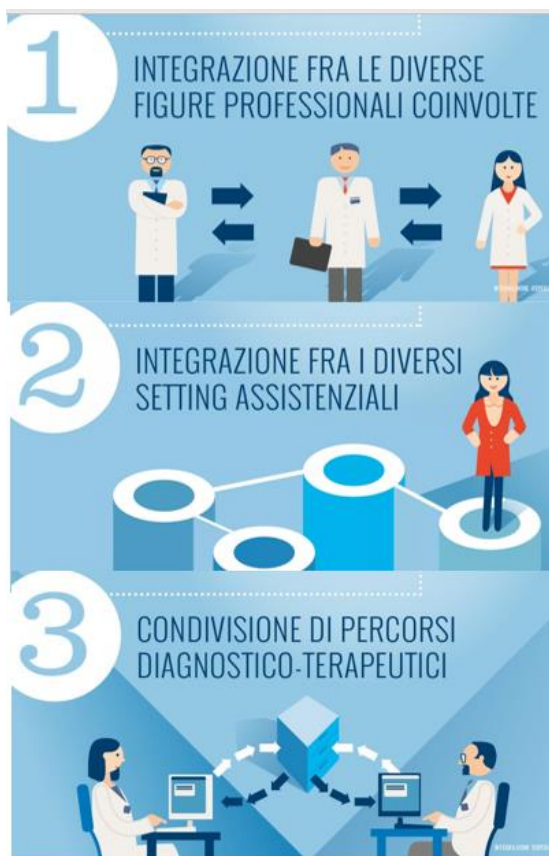 1
INTEGRAZIONE FRA LE DIVERSE
FIGURE PROFESSIONALI COINVOLTE
2
INTEGRAZIONE FRA I DIVERSI
SETTING ASSISTENZIALI
3
CONDIVISIONE DI PERCORSI
DIAGNOSTICO-TERAPEUTICI